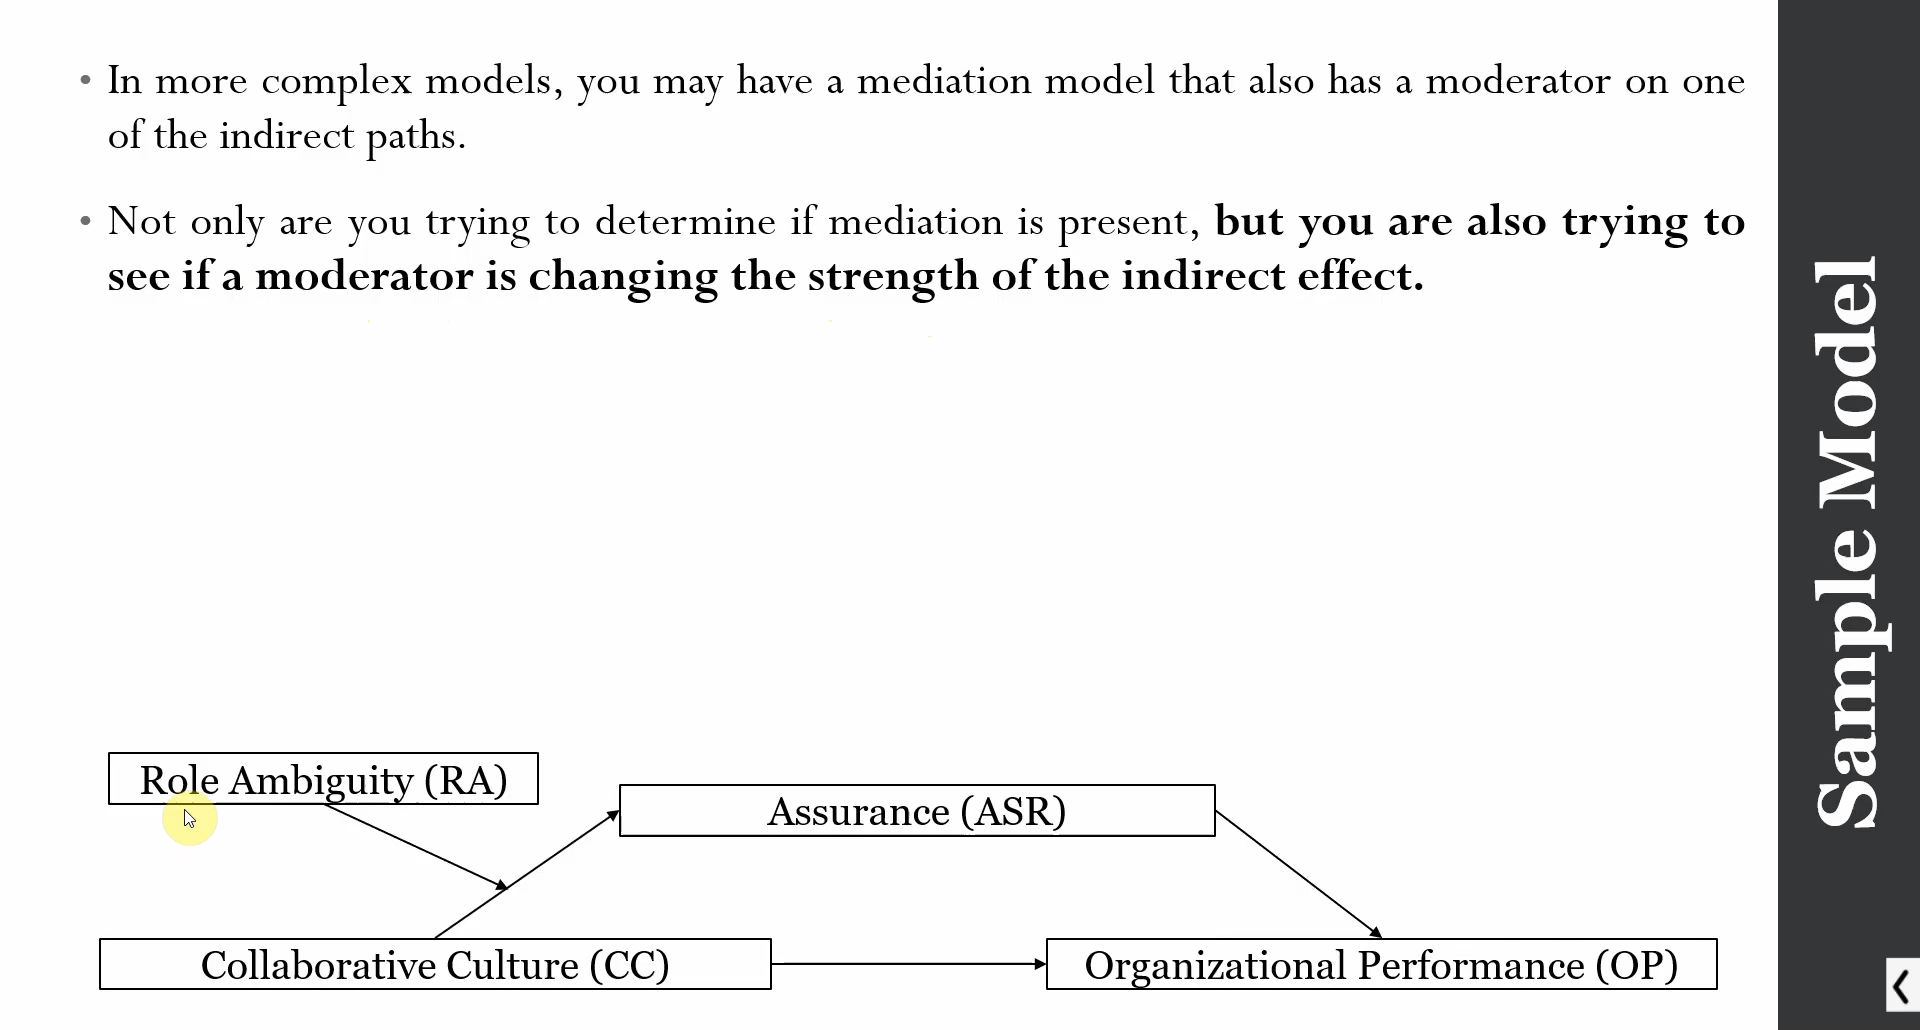 • In more complex models, you may have a mediation model that also has a moderator on one
of the indirect paths.
• Not only are you trying to determine if mediation is present, but you are also trying to
see if a moderator is changing the strength of the indirect effect.
Sample Model
Role Ambiguity (RA)
Assurance (ASR)
Collaborative Culture (CC)
Organizational Performance (OP)